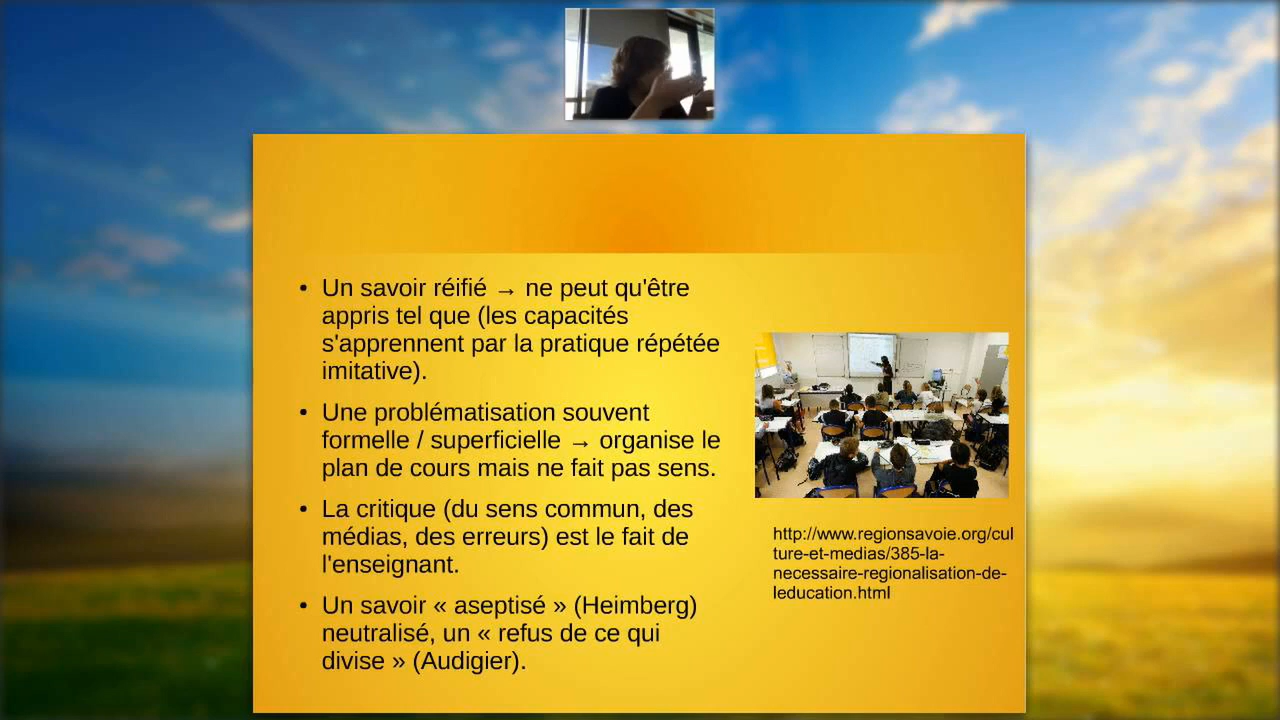 • Un savoir réifié → ne peut qu'être
appris tel que (les capacités
s'apprennent par la pratique répétée
imitative).
• Une problématisation souvent
formelle / superficielle → organise le
plan de cours mais ne fait pas sens.
• La critique (du sens commun, des
médias, des erreurs) est le fait de
l'enseignant.
• Un savoir « aseptisé » (Heimberg)
neutralisé, un « refus de ce qui
divise » (Audigier).
http://www.regionsavoie.org/cul
ture-et-medias/385-la-
necessaire-regionalisation-de-
leducation.html